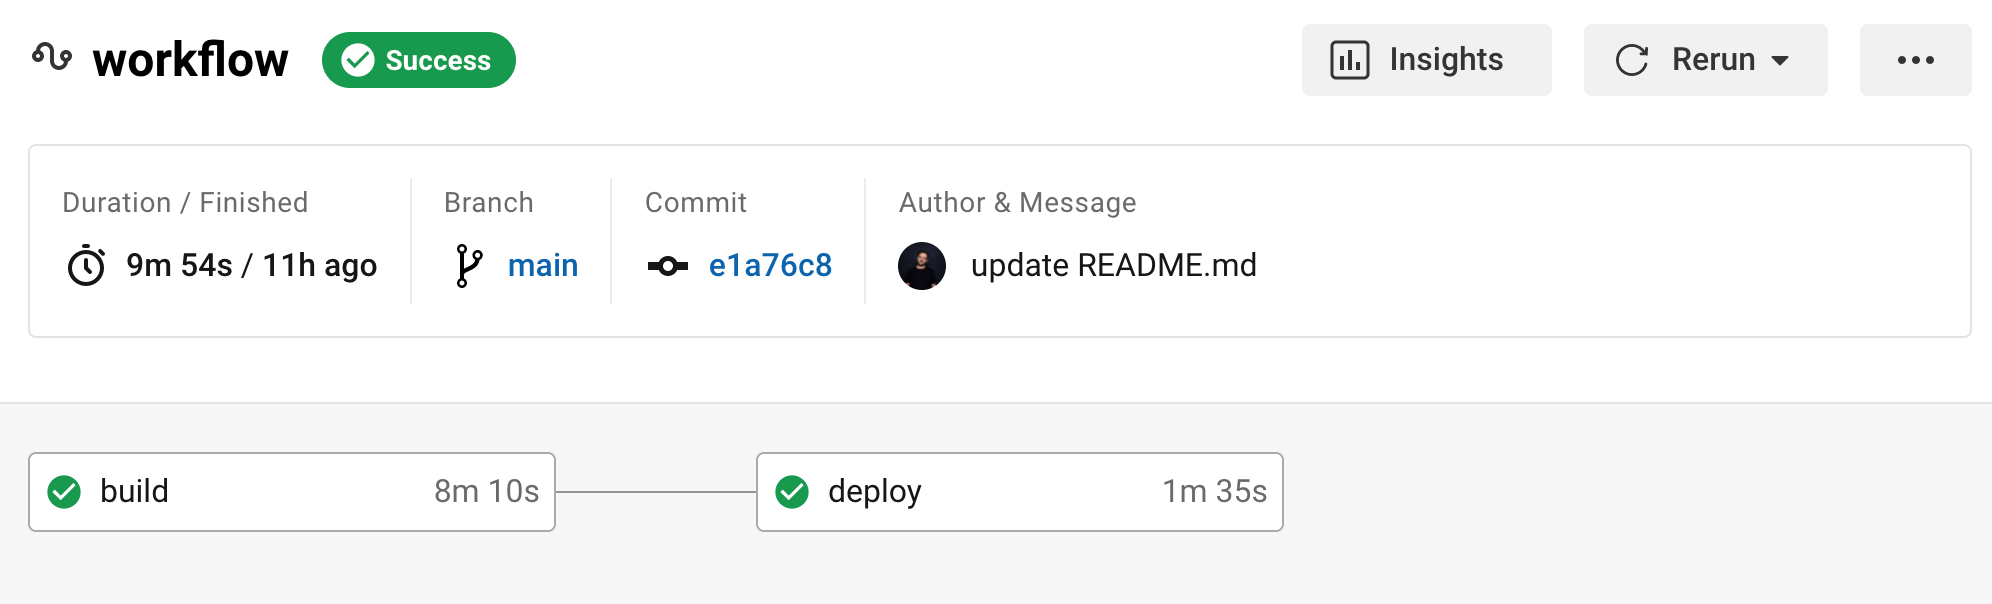 workflow Success Insights Rerun
Duration / Finished Branch Commit Author & Message
9m 54s / 11h ago main e1a76c8 update README.md
build 8m 10s deploy 1m 35s